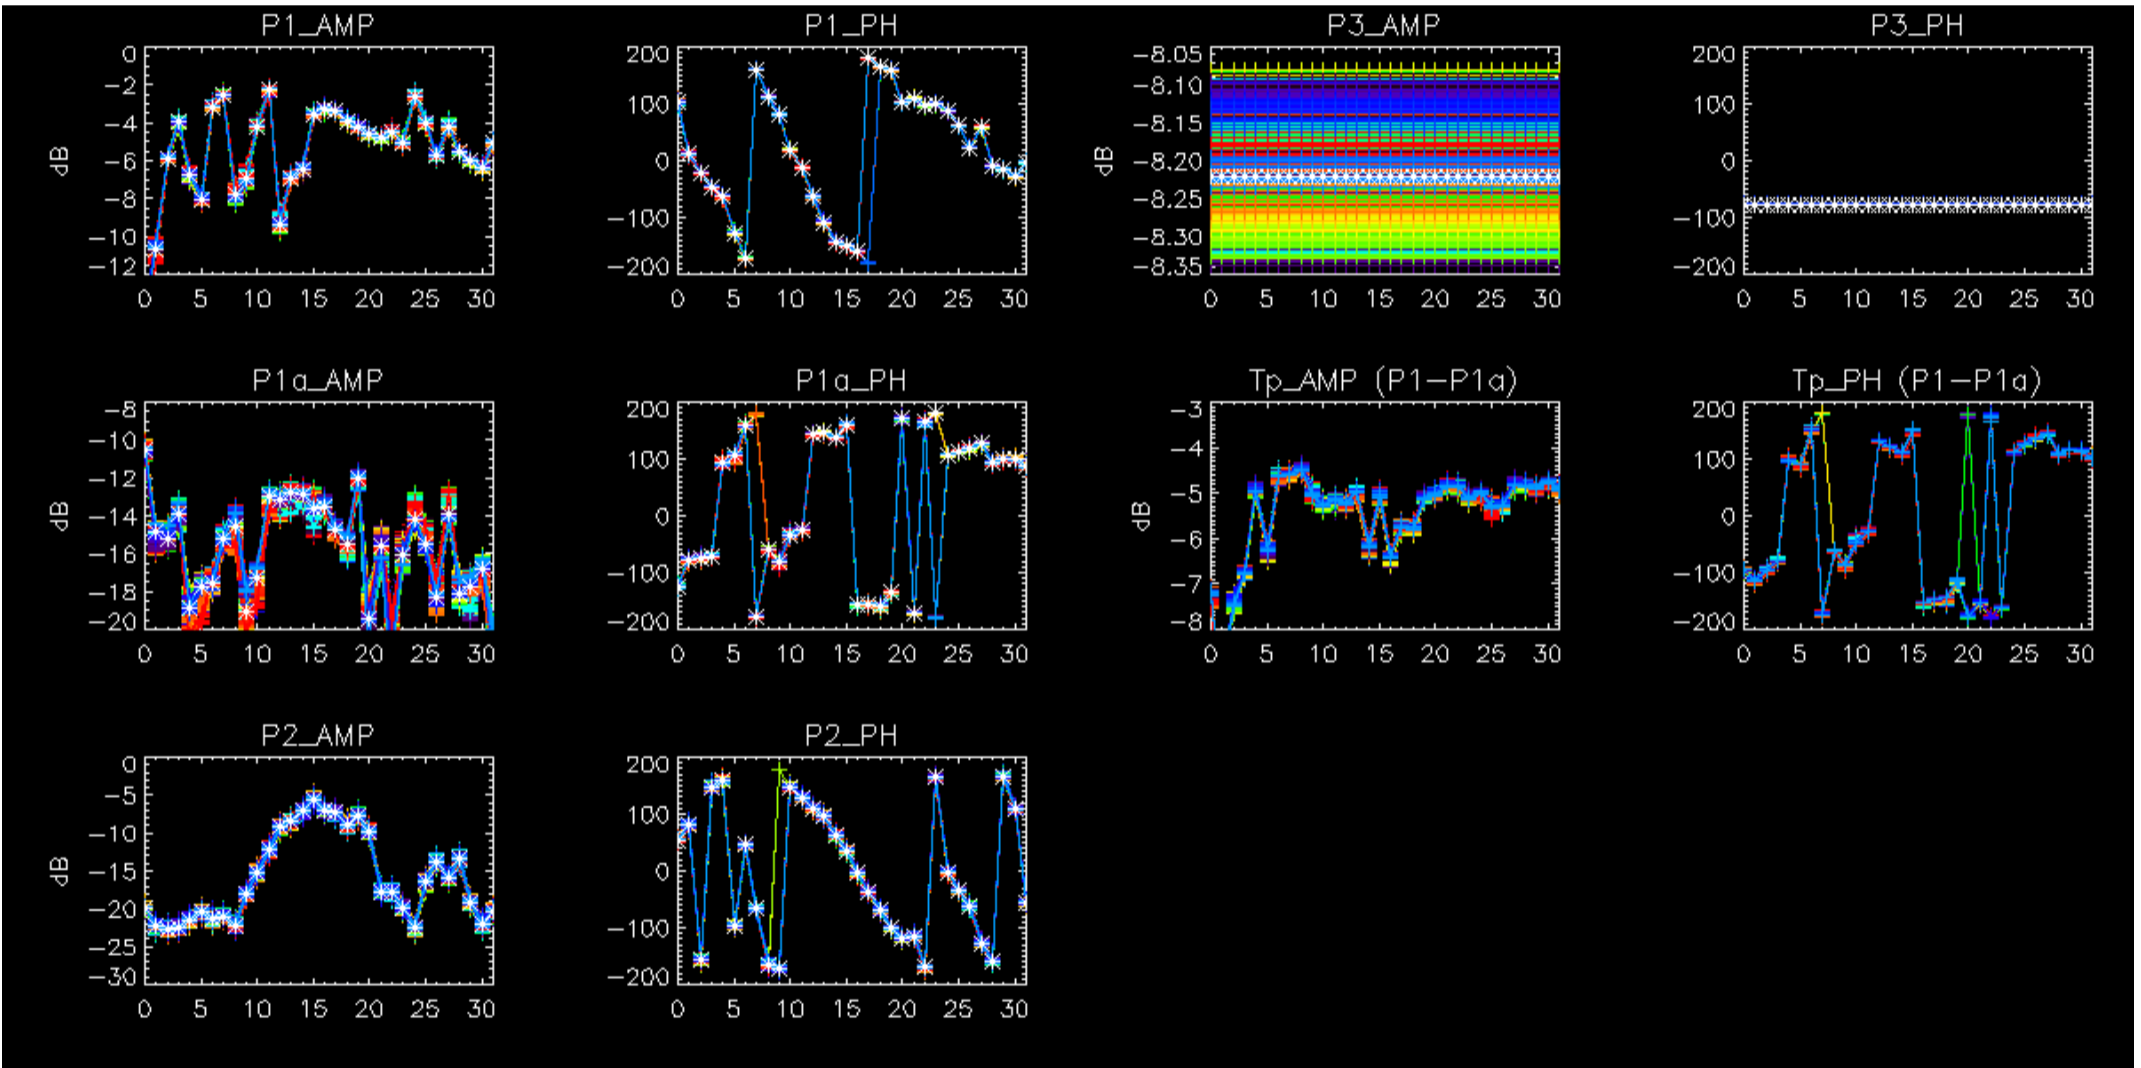 P1_AMP
0
−2
−4
−6
−8
−10
−12
dB
0 5 10 15 20 25 30
P1_PH
200
100
0
−100
−200
0 5 10 15 20 25 30
P3_AMP
−8.05
−8.10
−8.15
−8.20
−8.25
−8.30
−8.35
dB
0 5 10 15 20 25 30
P3_PH
200
100
0
−100
−200
0 5 10 15 20 25 30
P1a_AMP
−8
−10
−12
−14
−16
−18
−20
dB
0 5 10 15 20 25 30
P1a_PH
200
100
0
−100
−200
0 5 10 15 20 25 30
Tp_AMP (P1−P1a)
−3
−4
−5
−6
−7
−8
dB
0 5 10 15 20 25 30
Tp_PH (P1−P1a)
200
100
0
−100
−200
0 5 10 15 20 25 30
P2_AMP
0
−5
−10
−15
−20
−25
−30
dB
0 5 10 15 20 25 30
P2_PH
200
100
0
−100
−200
0 5 10 15 20 25 30